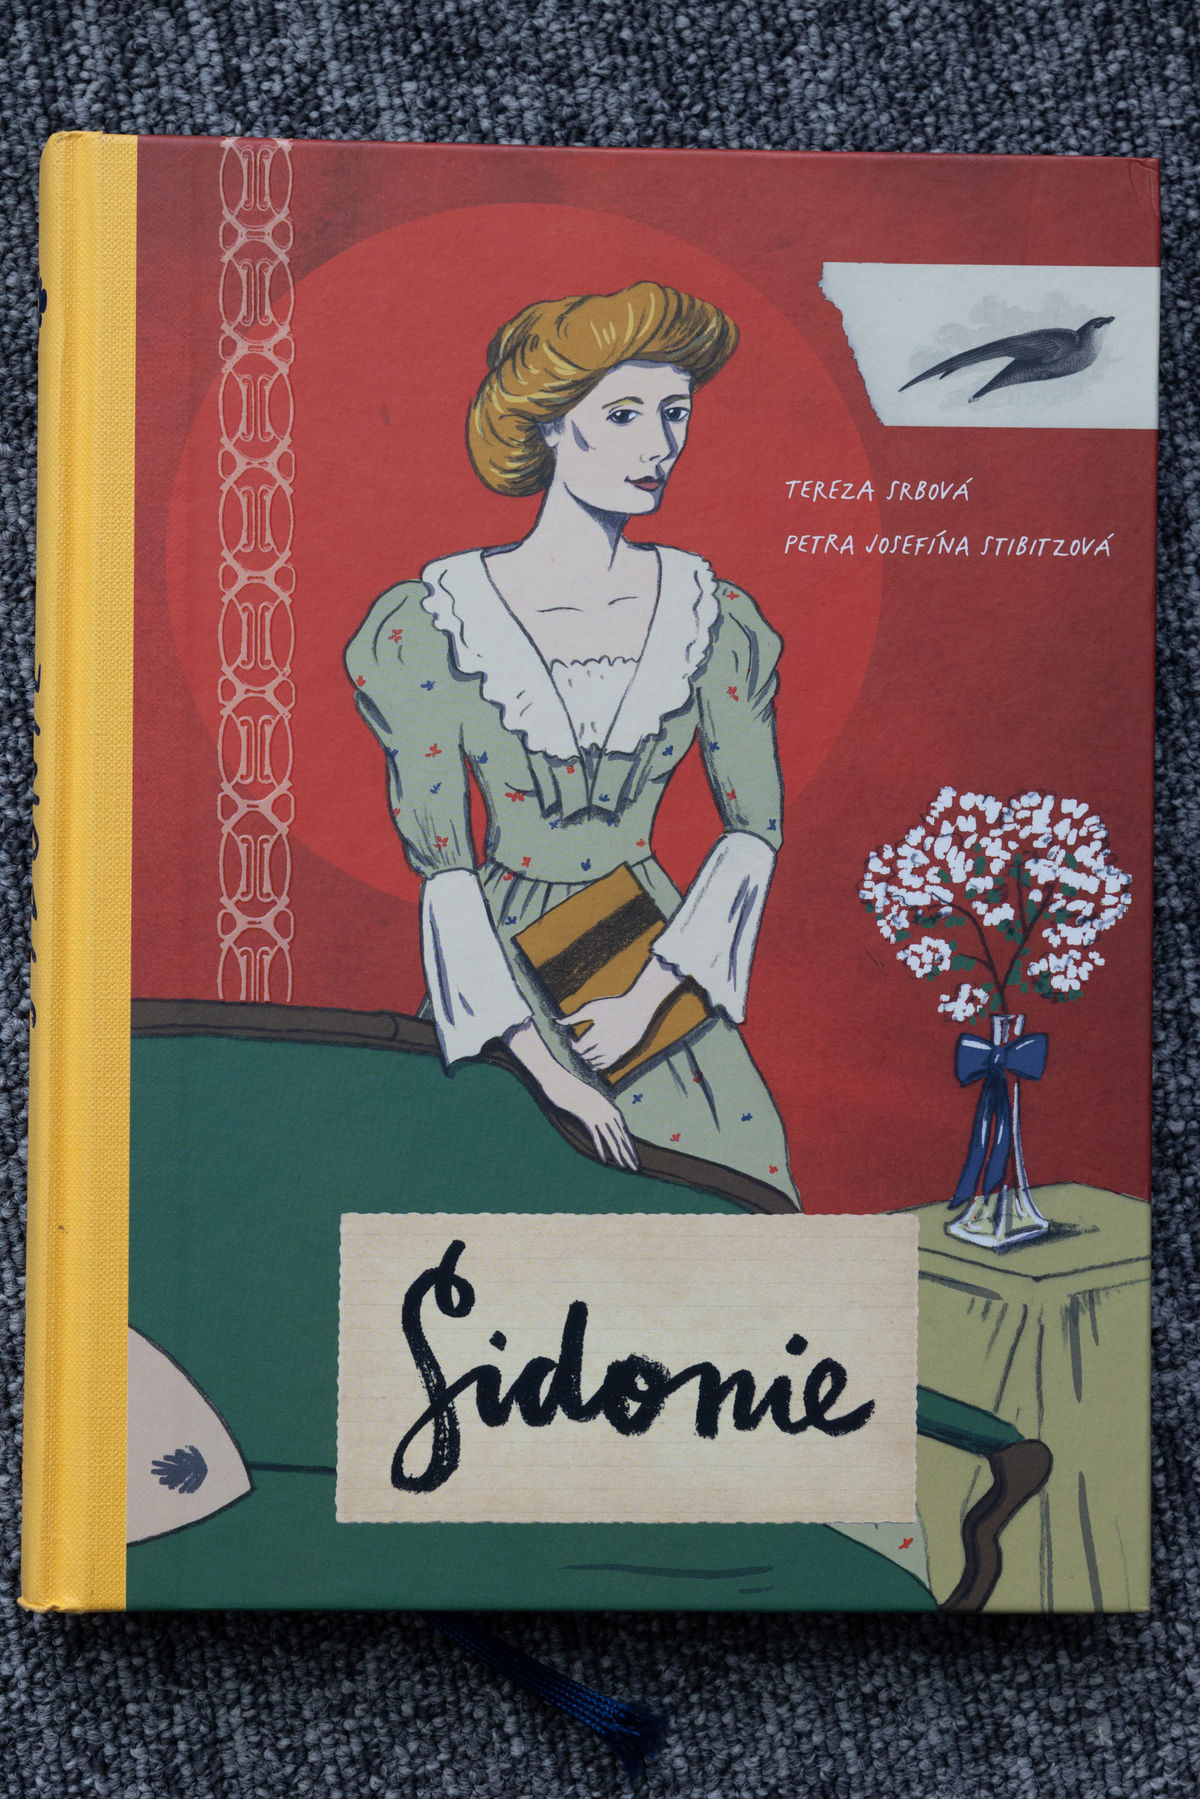 TEREZA SRBOVÁ
PETRA JOSEFÍNA STIBITZOVÁ
Sidonie